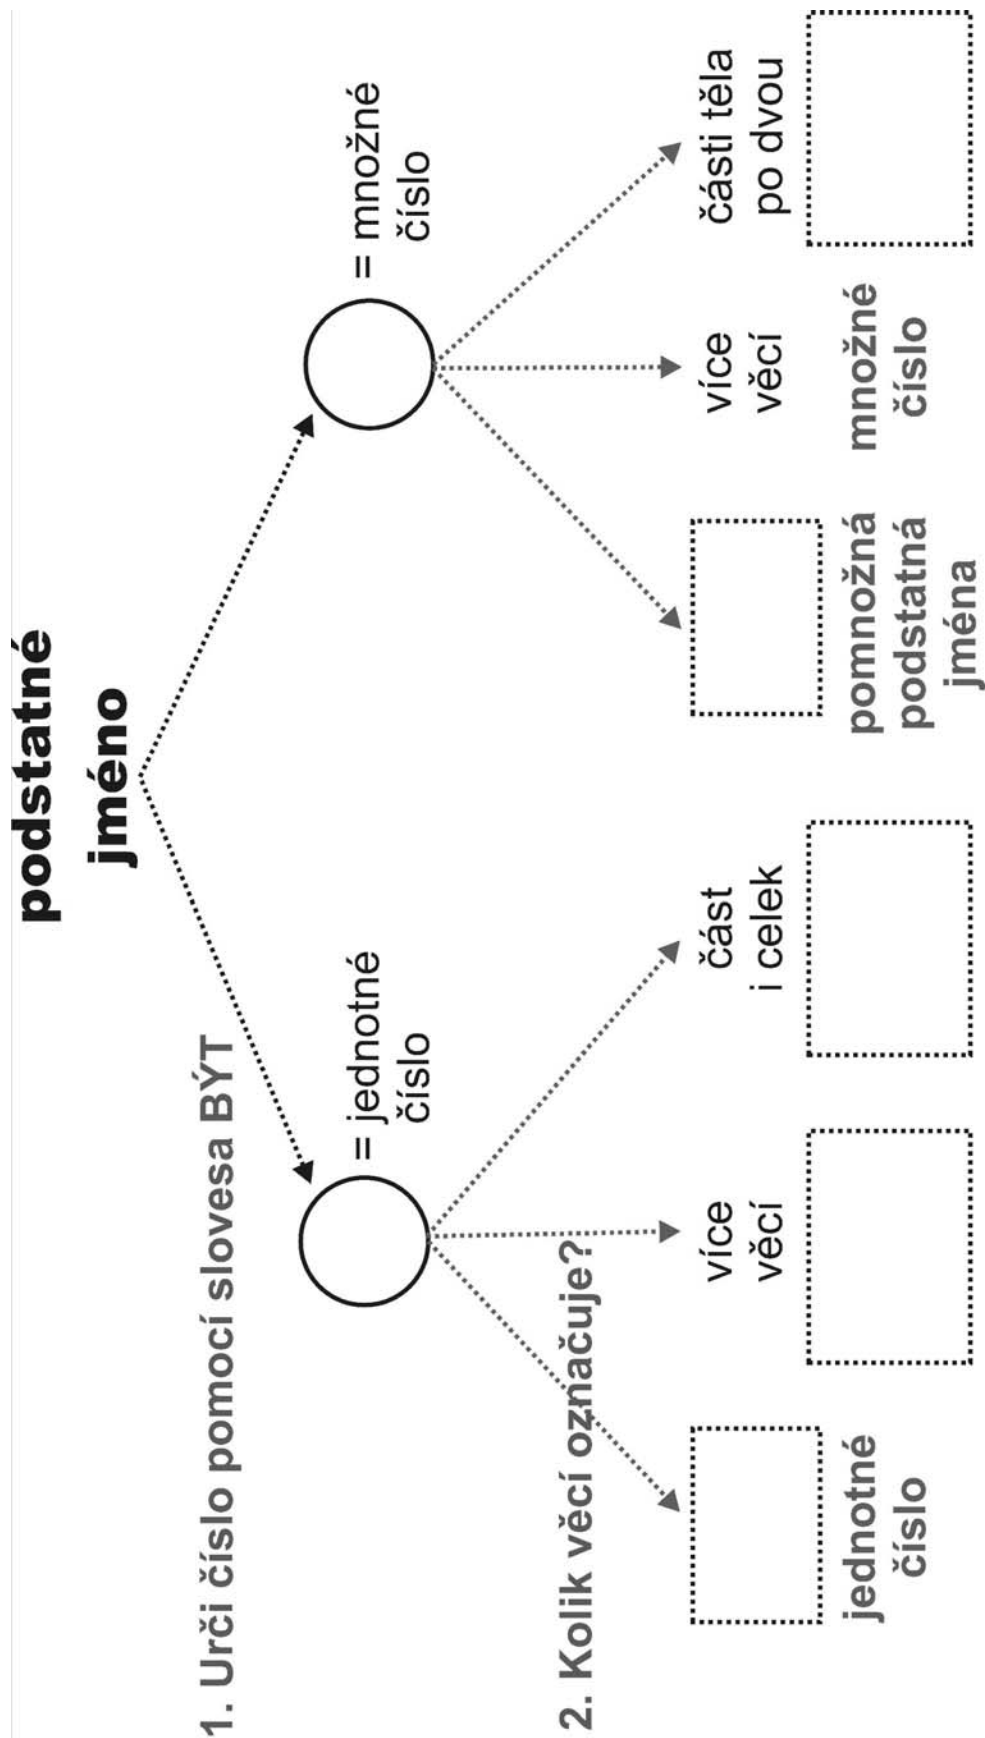 podstatné
jméno
1. Urči číslo pomocí slovesa BÝT
= jednotné
číslo
= množné
číslo
2. Kolik věcí označuje?
více
věcí
část
i celek
více
věcí
části těla
po dvou
jednotné
číslo
pomnožná
podstatná
jména
množné
číslo